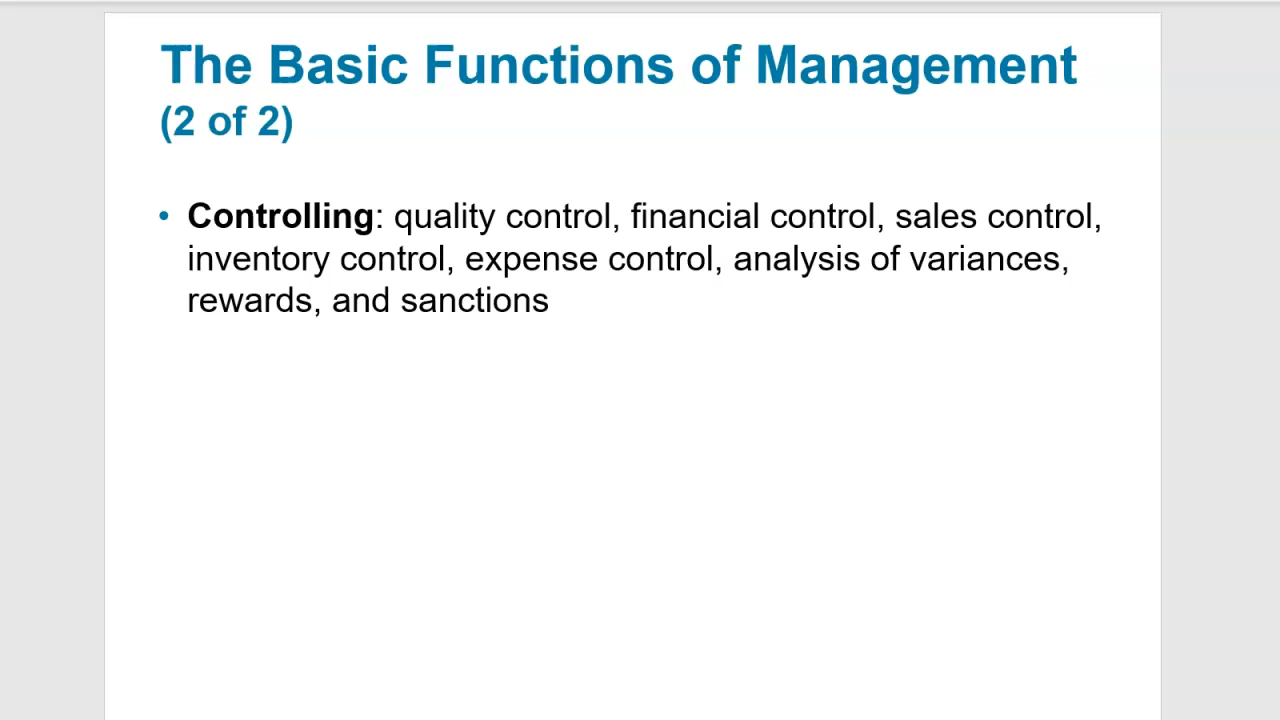 The Basic Functions of Management
(2 of 2)
• Controlling: quality control, financial control, sales control,
inventory control, expense control, analysis of variances,
rewards, and sanctions